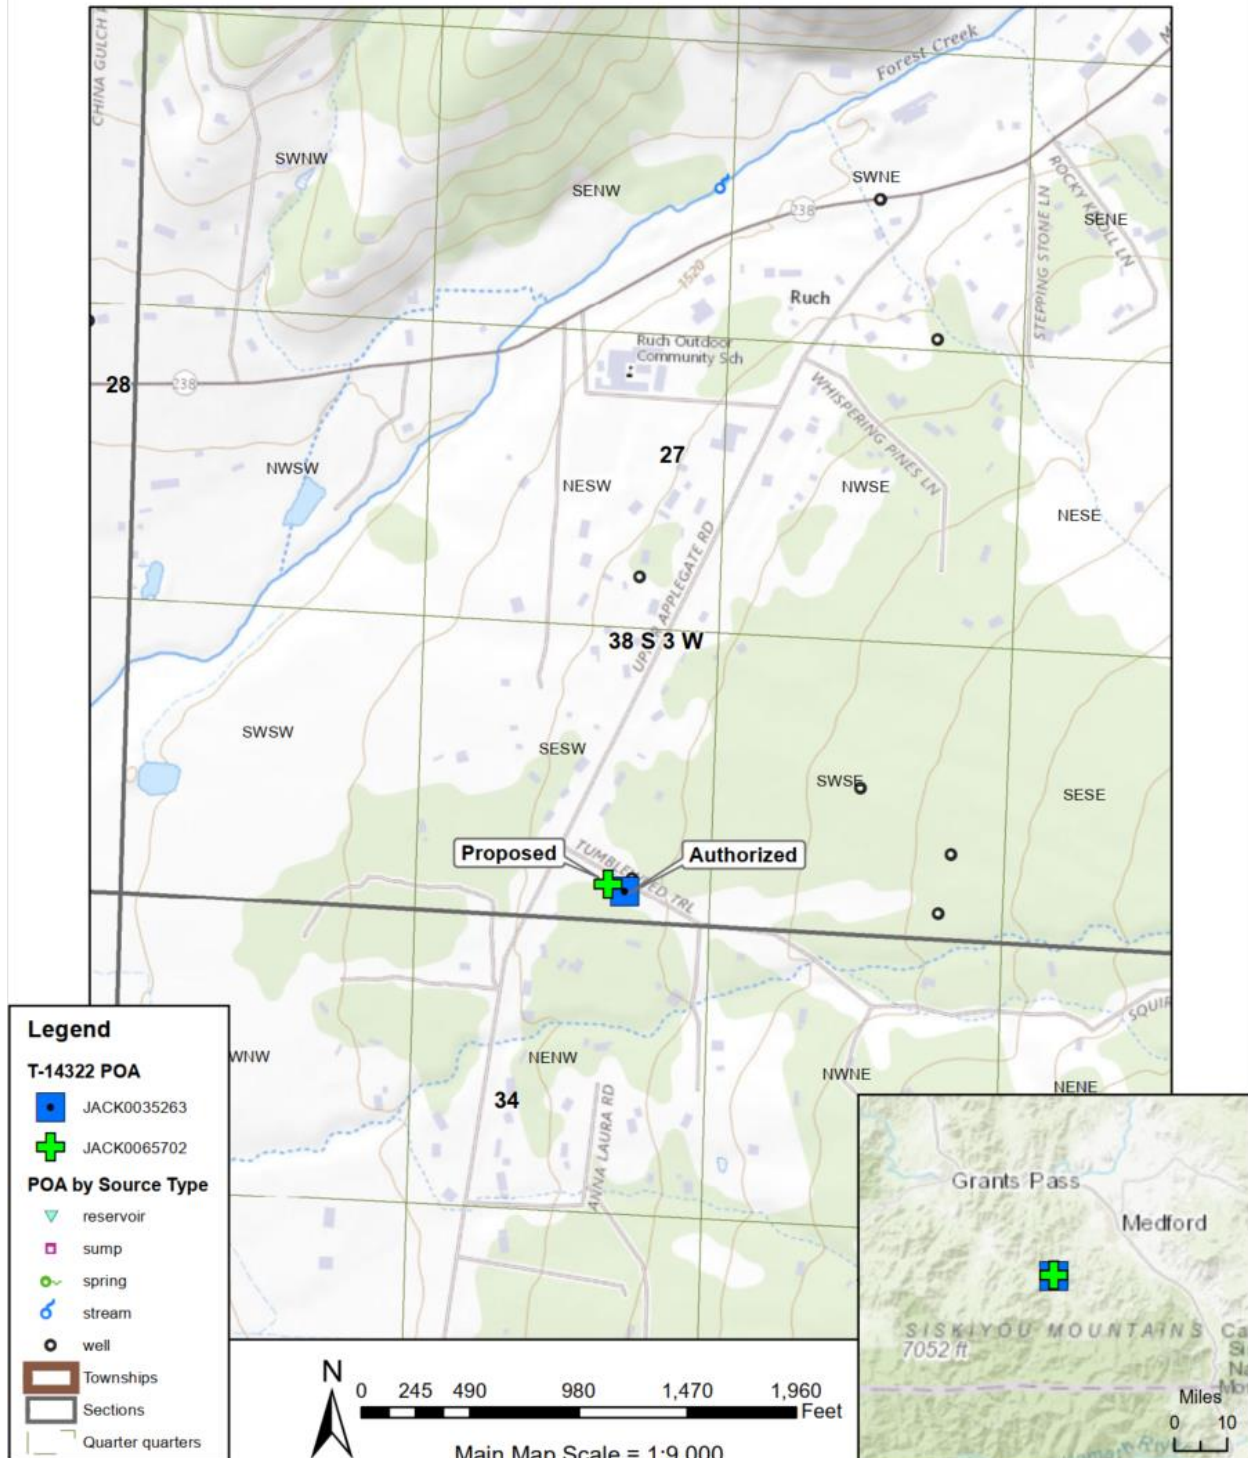 CHINA GULCH
Forest Creek
SWNW
SENW
SWNE
238
ROCKY KNOLL LN
SENE
STEPPING STONE LN
1520
Ruch
Ruch Outdoor
Community Sch
28
238
WHISPERING PINES LN
27
NWSW
NESW
NWSE
NESE
UPPER APPLEGATE RD
38 S 3 W
SWSW
SESW
SWSE
SESE
Proposed
Authorized
TUMBLEWEED TRL
SQUIR
WNW
NENW
NWNE
NENE
34
ANNA LAURA RD
Legend
T-14322 POA
JACK0035263
JACK0065702
POA by Source Type
reservoir
sump
spring
stream
well
Townships
Sections
Quarter quarters
N
0 245 490 980 1,470 1,960
Feet
Main Map Scale = 1:9,000
Grants Pass
Medford
SISKIYOU MOUNTAINS
7052 ft
Ca
Si
Na
Mo
Miles
0 10